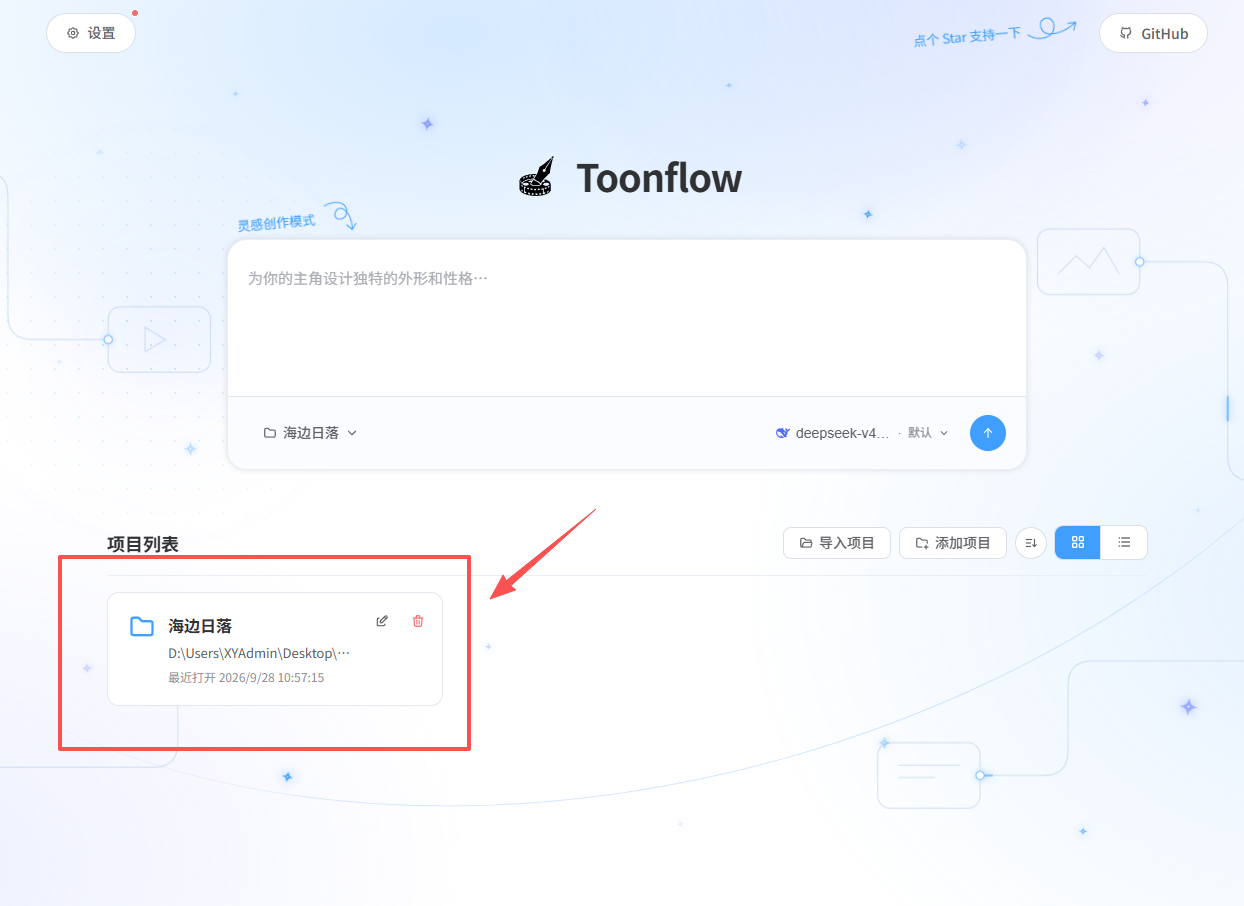 设置
点个 Star 支持一下
GitHub
Toonflow
灵感创作模式
为你的主角设计独特的外形和性格…
海边日落
deepseek-v4... · 默认
项目列表
导入项目
添加项目
海边日落
D:\Users\XYAdmin\Desktop\…
最近打开 2026/9/28 10:57:15